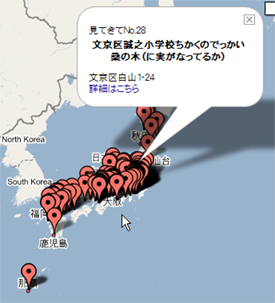 見てきてNo.28
文京区誠之小学校ちかくのでっかい
桑の木(に実がなってるか)
文京区白山1-24
詳細はこちら
North Korea
South Korea
秋
仙台
日
福岡
大阪
鹿児島
那覇